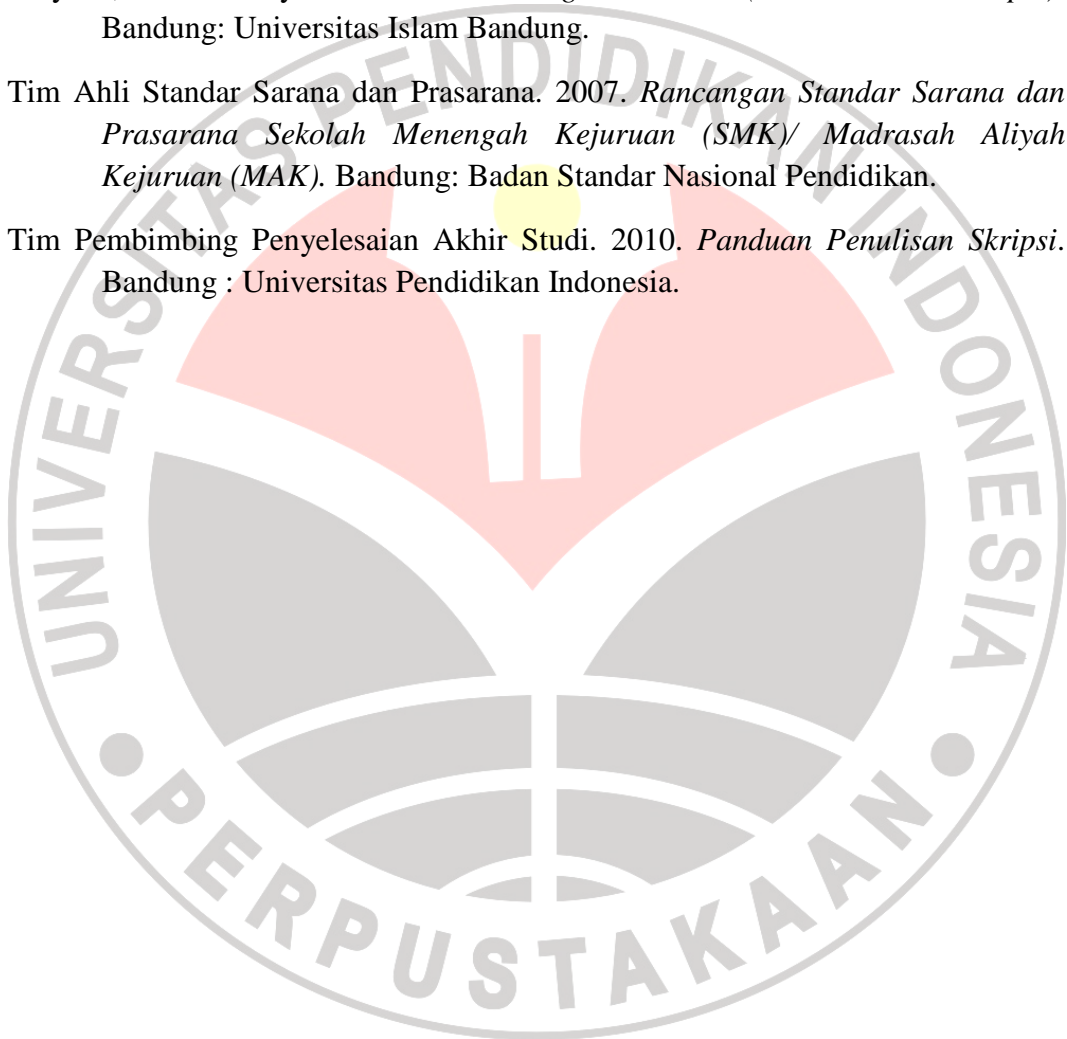 Bandung: Universitas Islam Bandung.
Tim Ahli Standar Sarana dan Prasarana. 2007. Rancangan Standar Sarana dan
Prasarana Sekolah Menengah Kejuruan (SMK)/ Madrasah Aliyah
Kejuruan (MAK). Bandung: Badan Standar Nasional Pendidikan.
Tim Pembimbing Penyelesaian Akhir Studi. 2010. Panduan Penulisan Skripsi.
Bandung : Universitas Pendidikan Indonesia.
UNIVERSITAS PENDIDIKAN INDONESIA
PERPUSTAKAAN